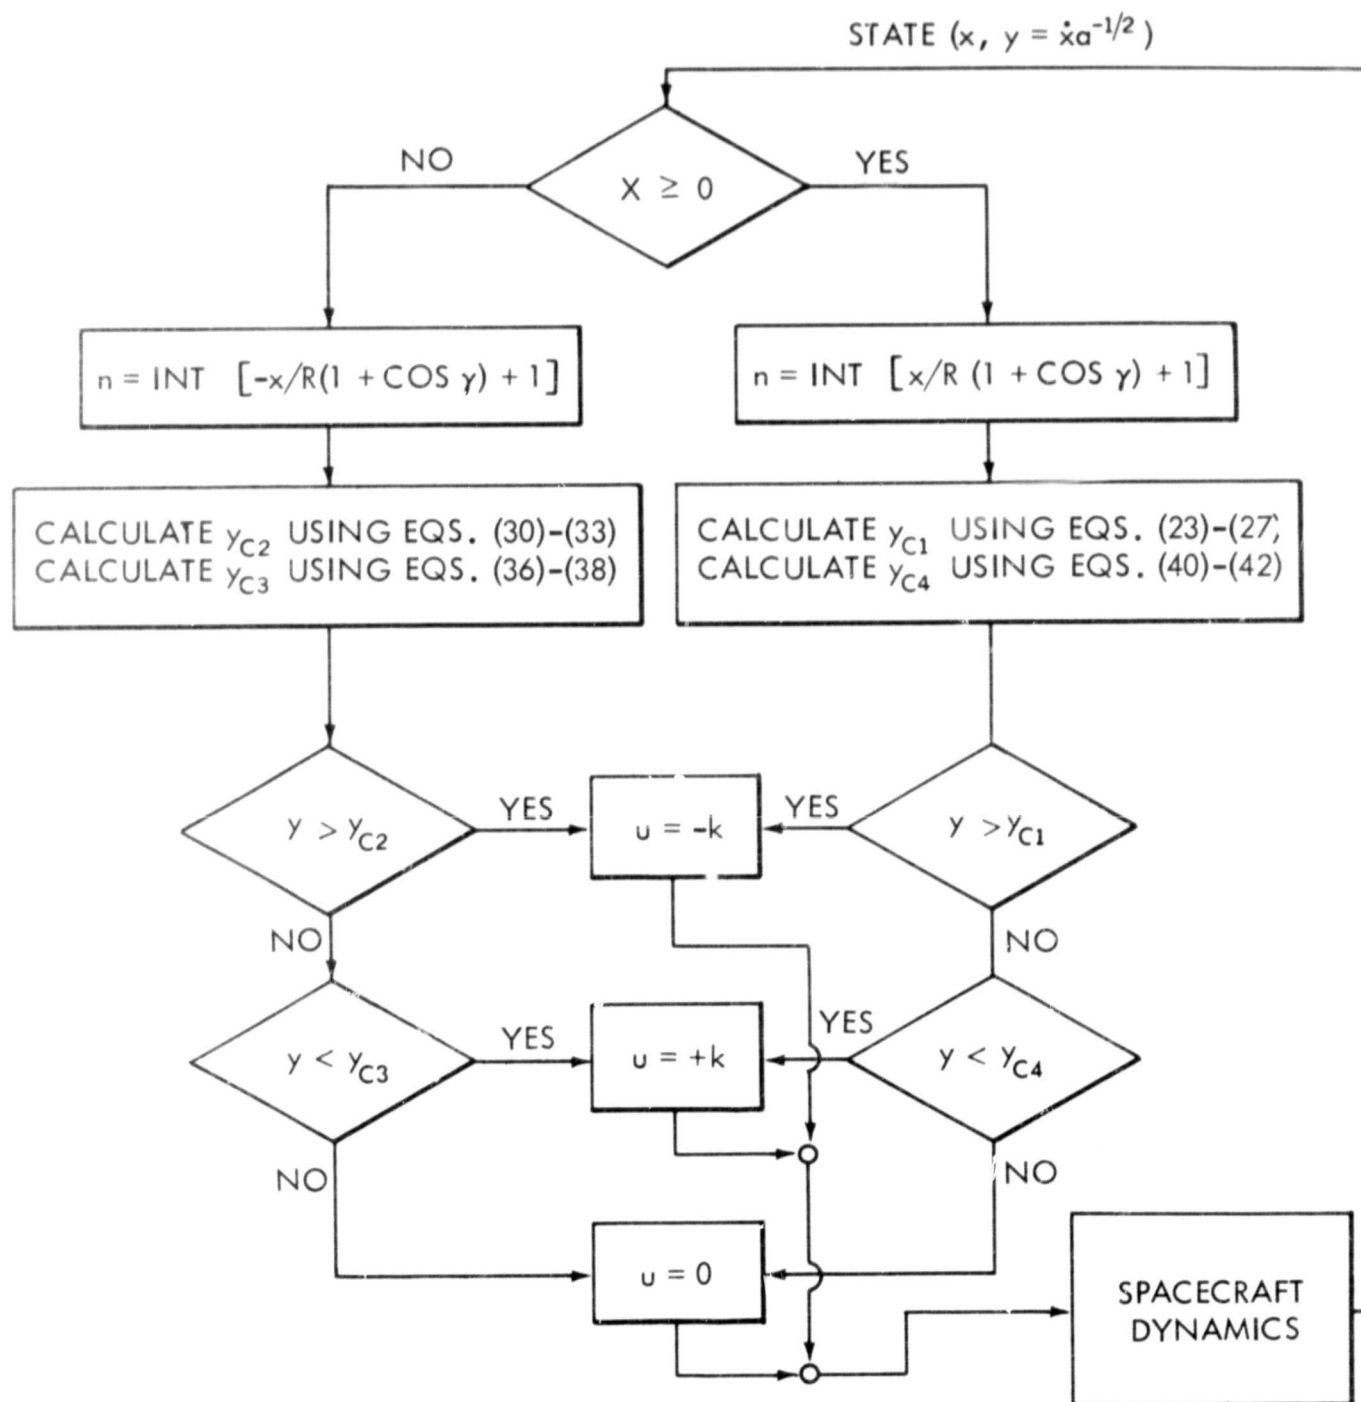 STATE (x, y = ẋa⁻¹/²)
NO
YES
X ≥ 0
n = INT [-x/R(1 + COS γ) + 1]
n = INT [x/R (1 + COS γ) + 1]
CALCULATE yC2 USING EQS. (30)-(33)
CALCULATE yC3 USING EQS. (36)-(38)
CALCULATE yC1 USING EQS. (23)-(27,
CALCULATE yC4 USING EQS. (40)-(42)
y > yC2
YES
u = -k
YES
y > yC1
NO
NO
y < yC3
YES
u = +k
YES
y < yC4
NO
NO
u = 0
SPACECRAFT
DYNAMICS